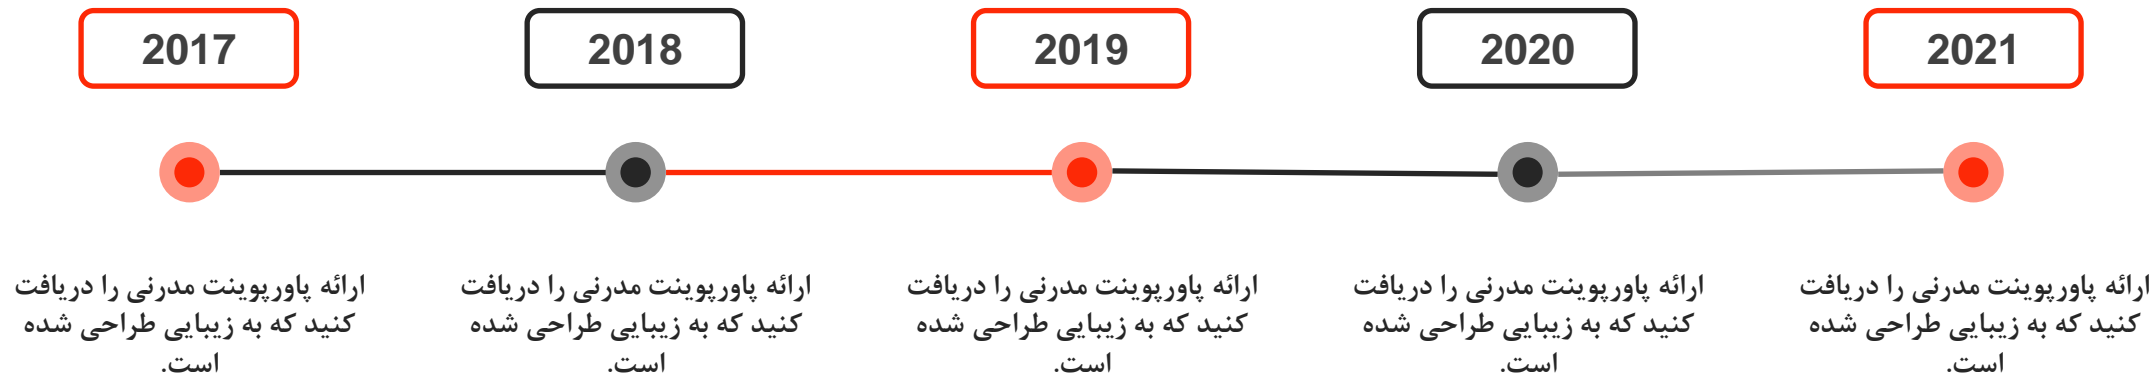 2017
2018
2019
2020
2021
ارائه پاورپوینت مدرنی را دریافت
کنید که به زیبایی طراحی شده
است.
ارائه پاورپوینت مدرنی را دریافت
کنید که به زیبایی طراحی شده
است.
ارائه پاورپوینت مدرنی را دریافت
کنید که به زیبایی طراحی شده
است.
ارائه پاورپوینت مدرنی را دریافت
کنید که به زیبایی طراحی شده
است.
ارائه پاورپوینت مدرنی را دریافت
کنید که به زیبایی طراحی شده
است.